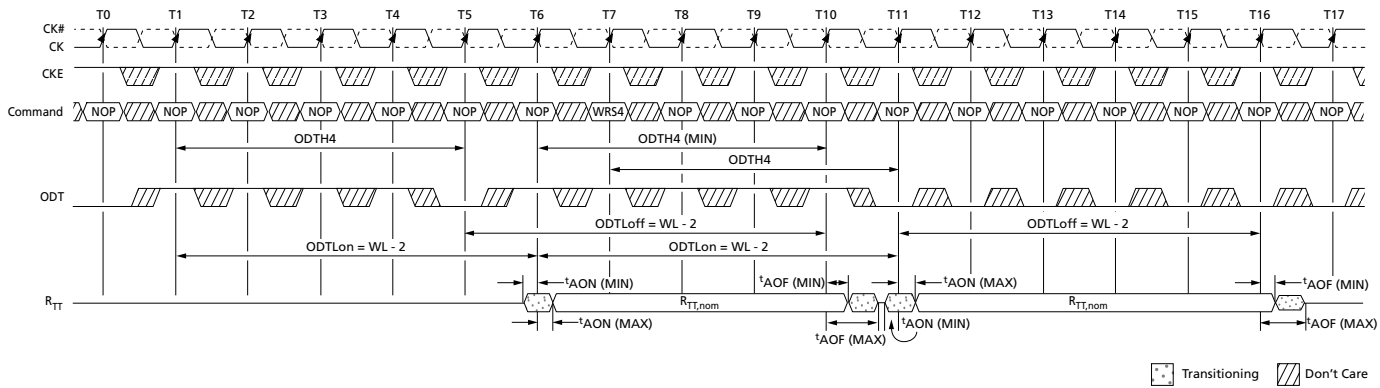 T0 T1 T2 T3 T4 T5 T6 T7 T8 T9 T10 T11 T12 T13 T14 T15 T16 T17
CK#
CK
CKE
Command NOP NOP NOP NOP NOP NOP NOP WRS4 NOP NOP NOP NOP NOP NOP NOP NOP NOP NOP
ODTH4 ODTH4 (MIN)
ODTH4
ODT
ODTLoff = WL - 2 ODTLoff = WL - 2
ODTLon = WL - 2 ODTLon = WL - 2
tAON (MIN) tAOF (MIN) tAON (MAX) tAOF (MIN)
RTT RTT,nom RTT,nom
tAON (MAX) tAON (MIN) tAOF (MAX)
tAOF (MAX)
Transitioning Don't Care